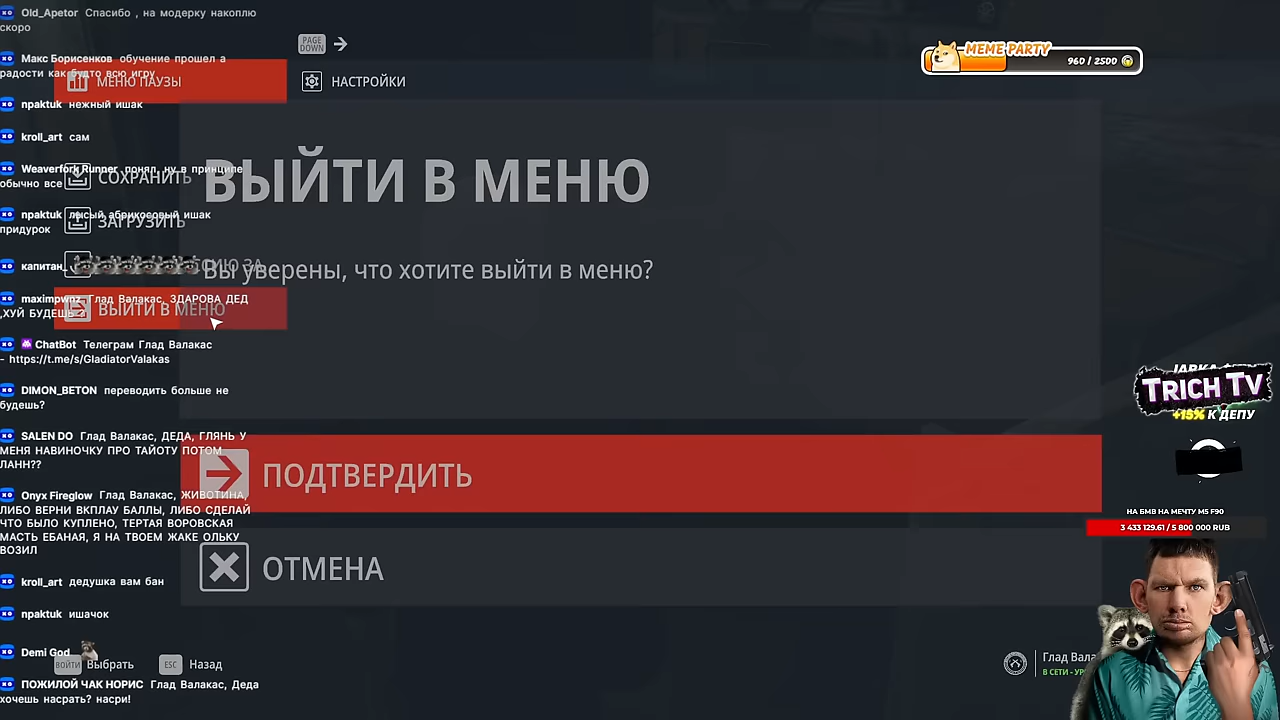 Old_Apetor Спасибо , на модерку накоплю
скоро
PAGE DOWN
MEME PARTY
960 / 2500
Макс Борисенков обучение прошел а
радости как будто всю игру
МЕНЮ ПАУЗЫ
НАСТРОЙКИ
npaktuk нежный ишак
kroll_art сам
Weaverfork Runner понял, ну в принципе
обычно все
СОХРАНИТЬ
ВЫЙТИ В МЕНЮ
npaktuk лысый абрикосовый ишак
придурок
ЗАГРУЗИТЬ
капитан_
Вы уверены, что хотите выйти в меню?
maximpwnz Глад Валакас, ЗДАРОВА ДЕД
,ХУЙ БУДЕШЬ ?
ВЫЙТИ В МЕНЮ
ChatBot Телеграм Глад Валакас
- https://t.me/s/GladiatorValakas
DIMON_BETON переводить больше не
будешь?
TRICH TV
+15% К ДЕПУ
SALEN DO Глад Валакас, ДЕДА, ГЛЯНЬ У
МЕНЯ НАВИНОЧКУ ПРО ТАЙОТУ ПОТОМ
ЛАНН??
ПОДТВЕРДИТЬ
Onyx Fireglow Глад Валакас, ЖИВОТИНА,
ЛИБО ВЕРНИ ВКПЛАУ БАЛЛЫ, ЛИБО СДЕЛАЙ
ЧТО БЫЛО КУПЛЕНО, ТЕРТАЯ ВОРОВСКАЯ
МАСТЬ ЕБАНАЯ, Я НА ТВОЕМ ЖАКЕ ОЛЬКУ
ВОЗИЛ
НА БМВ НА МЕЧТУ M5 F90
3 433 129.61 / 5 800 000 RUB
ОТМЕНА
kroll_art дедушка вам бан
npaktuk ишачок
Demi God
ВОЙТИ Выбрать
ESC Назад
Глад Вала
В СЕТИ - УР
ПОЖИЛОЙ ЧАК НОРИС Глад Валакас, Деда
хочешь насрать? насри!